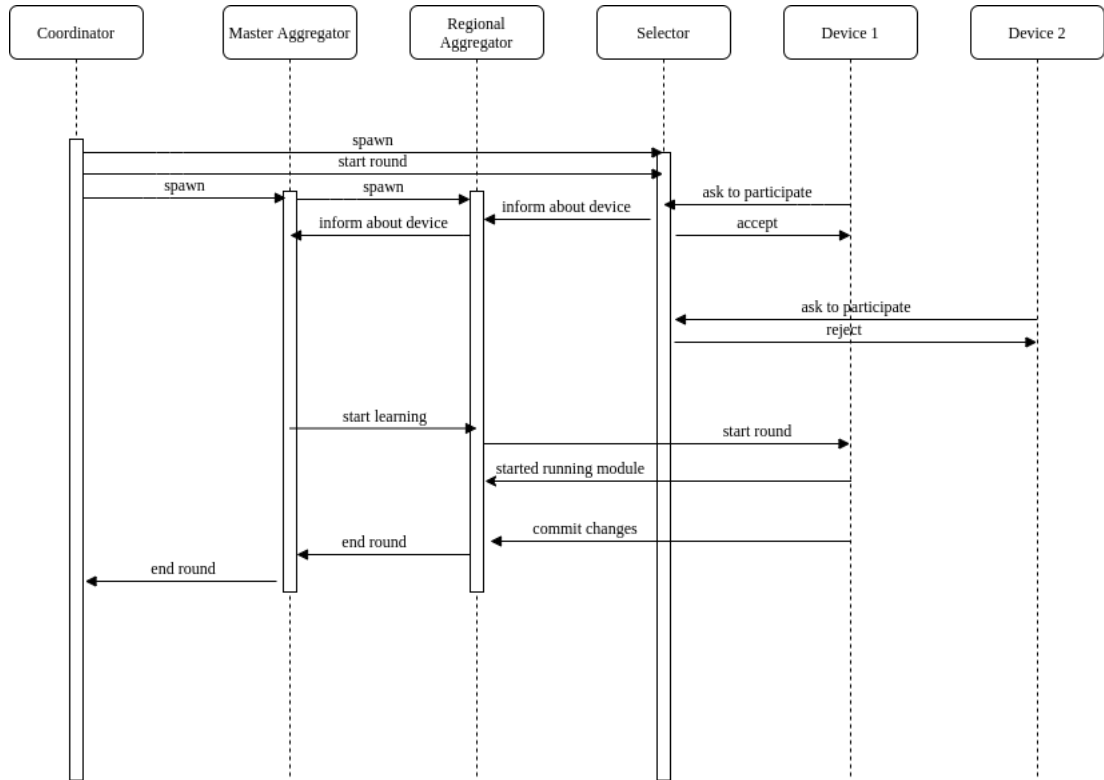 Coordinator
Master Aggregator
Regional
Aggregator
Selector
Device 1
Device 2
spawn
start round
spawn
spawn
ask to participate
inform about device
inform about device
accept
ask to participate
reject
start learning
start round
started running module
commit changes
end round
end round